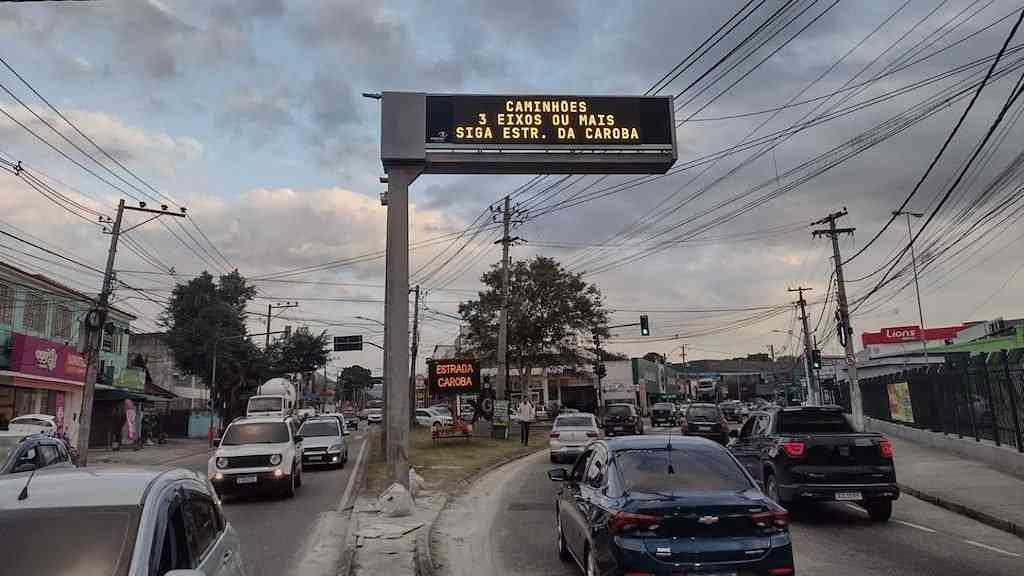 CAMINHÕES
3 EIXOS OU MAIS
SIGA ESTR. DA CAROBA
ESTRADA
CAROBA
Lions